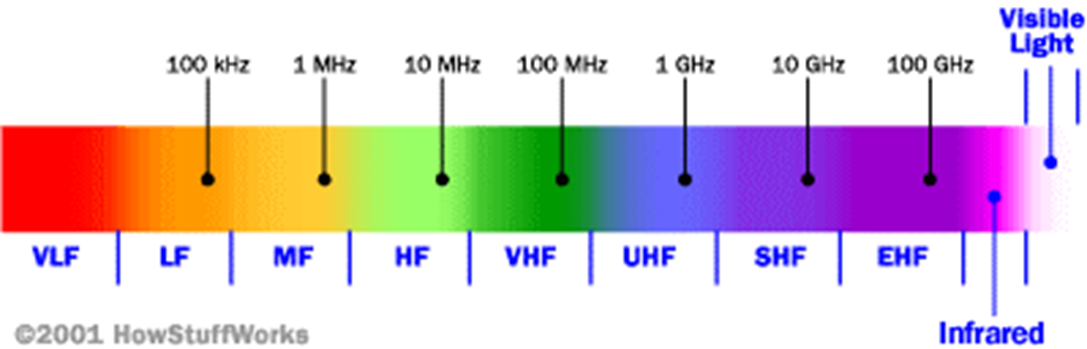 Visible
Light
100 kHz 1 MHz 10 MHz 100 MHz 1 GHz 10 GHz 100 GHz
VLF LF MF HF VHF UHF SHF EHF
©2001 HowStuffWorks
Infrared